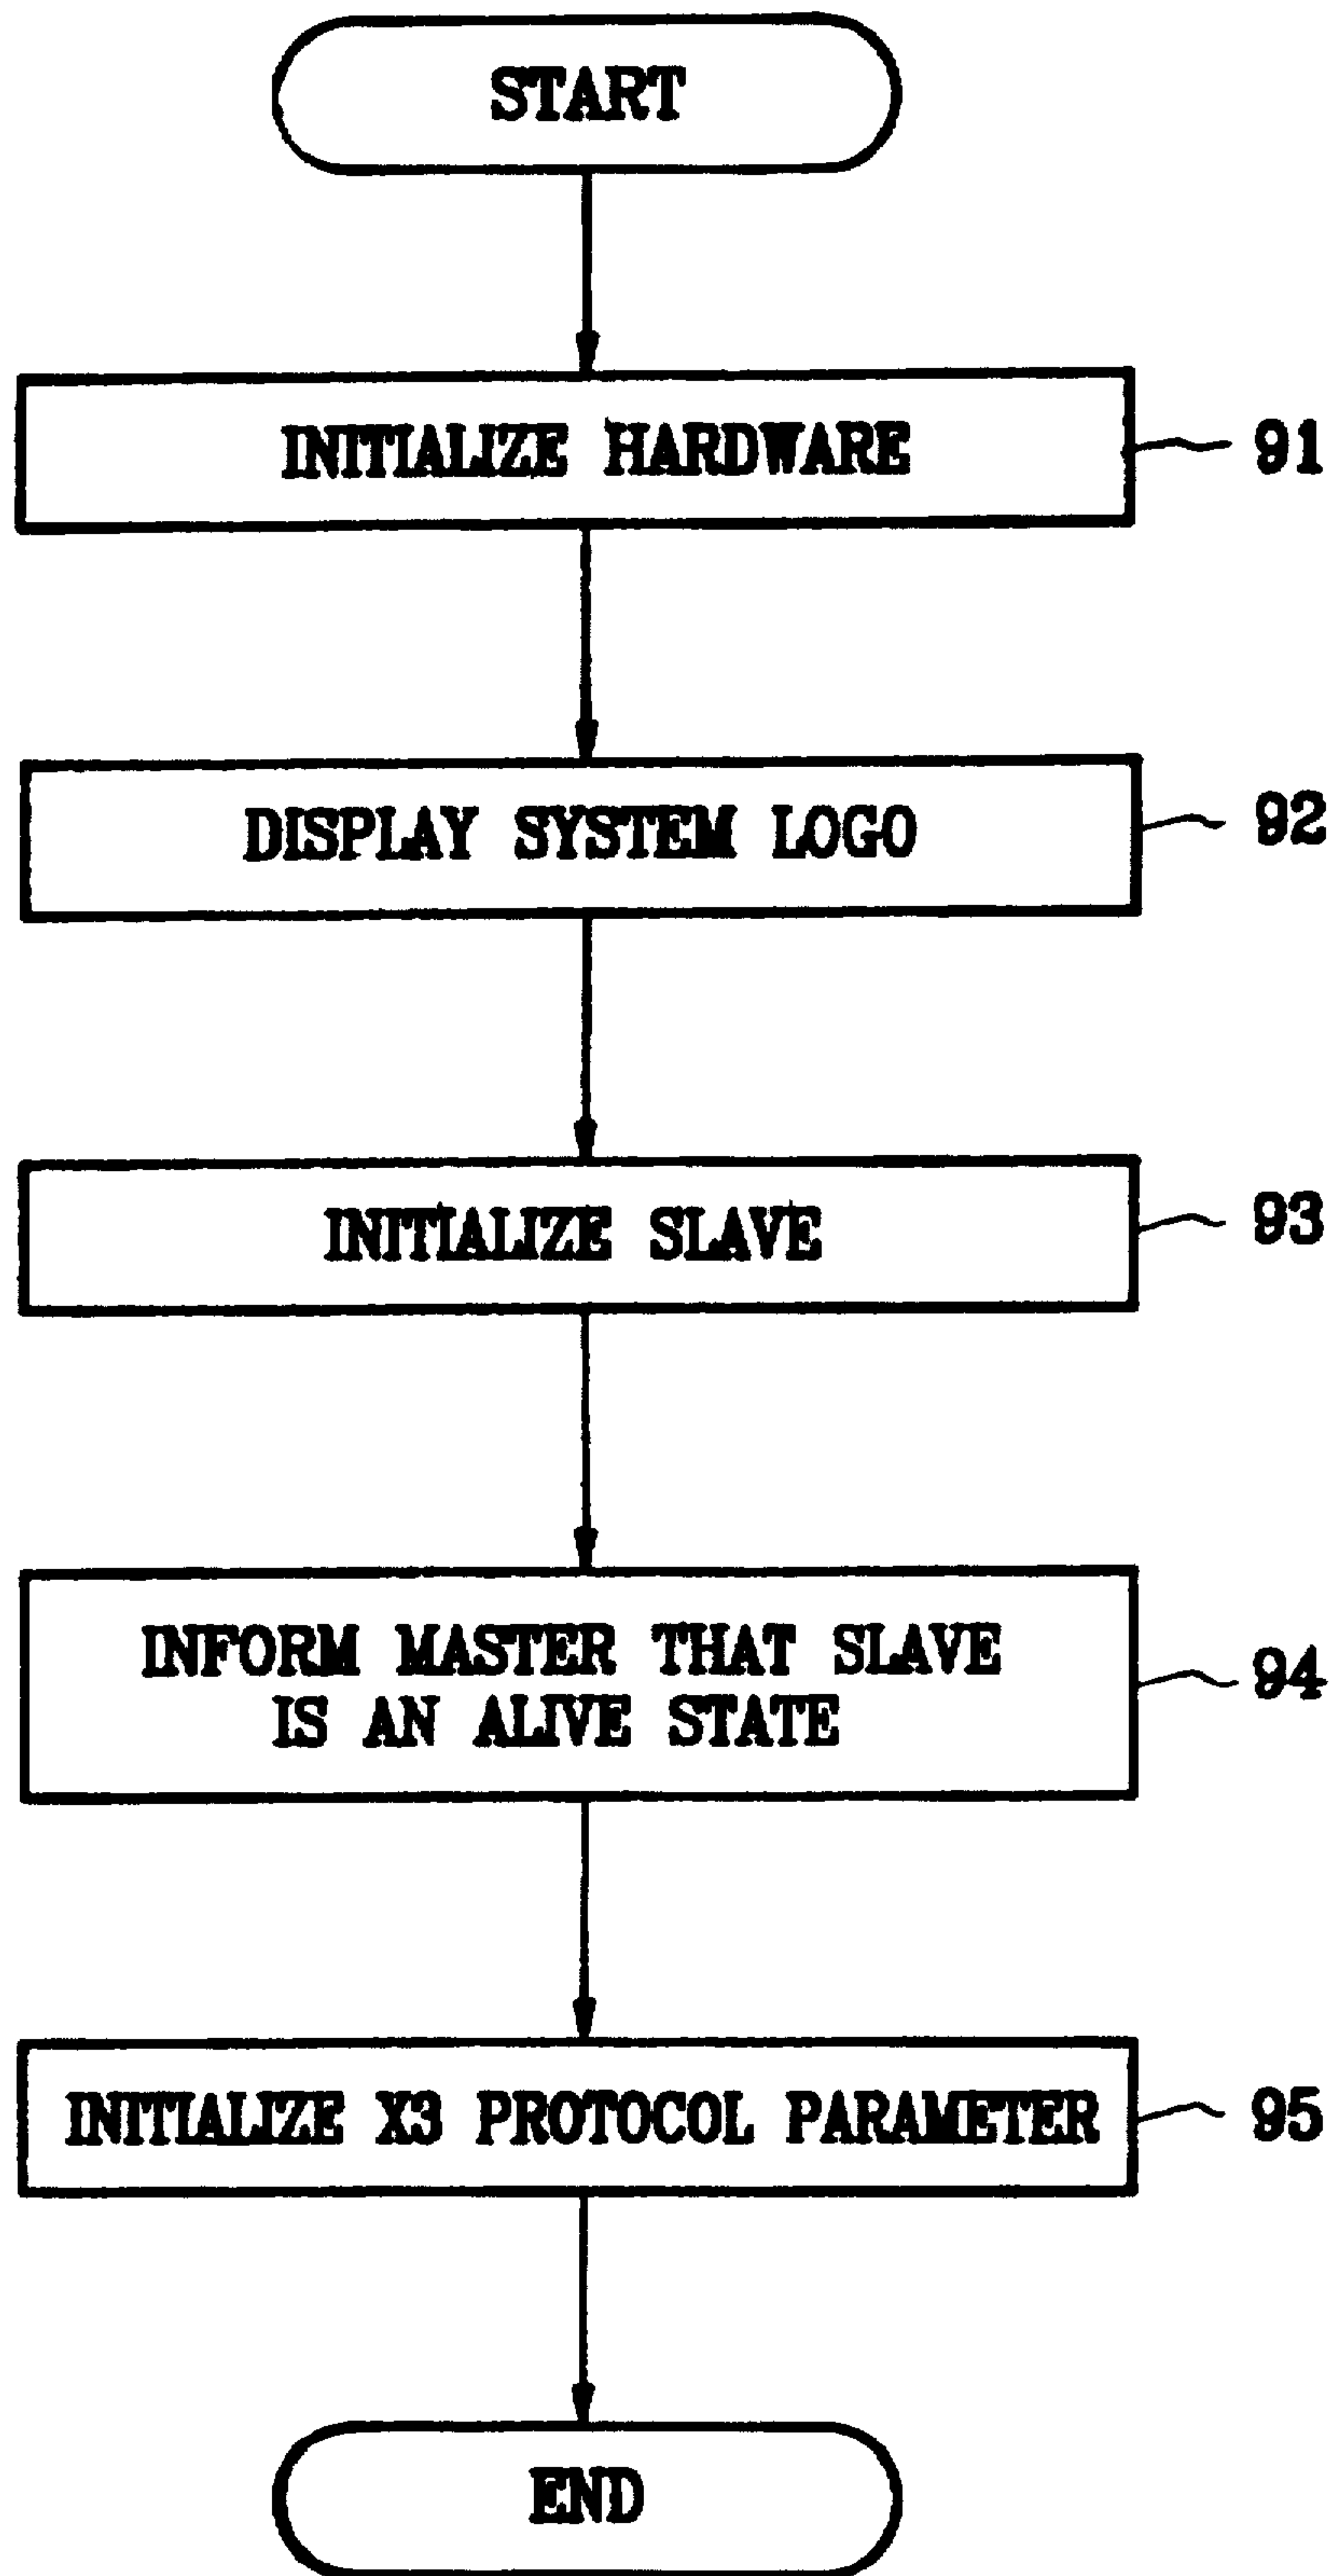 START
INITIALIZE HARDWARE
91
DISPLAY SYSTEM LOGO
92
INITIALIZE SLAVE
93
INFORM MASTER THAT SLAVE
IS AN ALIVE STATE
94
INITIALIZE X3 PROTOCOL PARAMETER
95
END